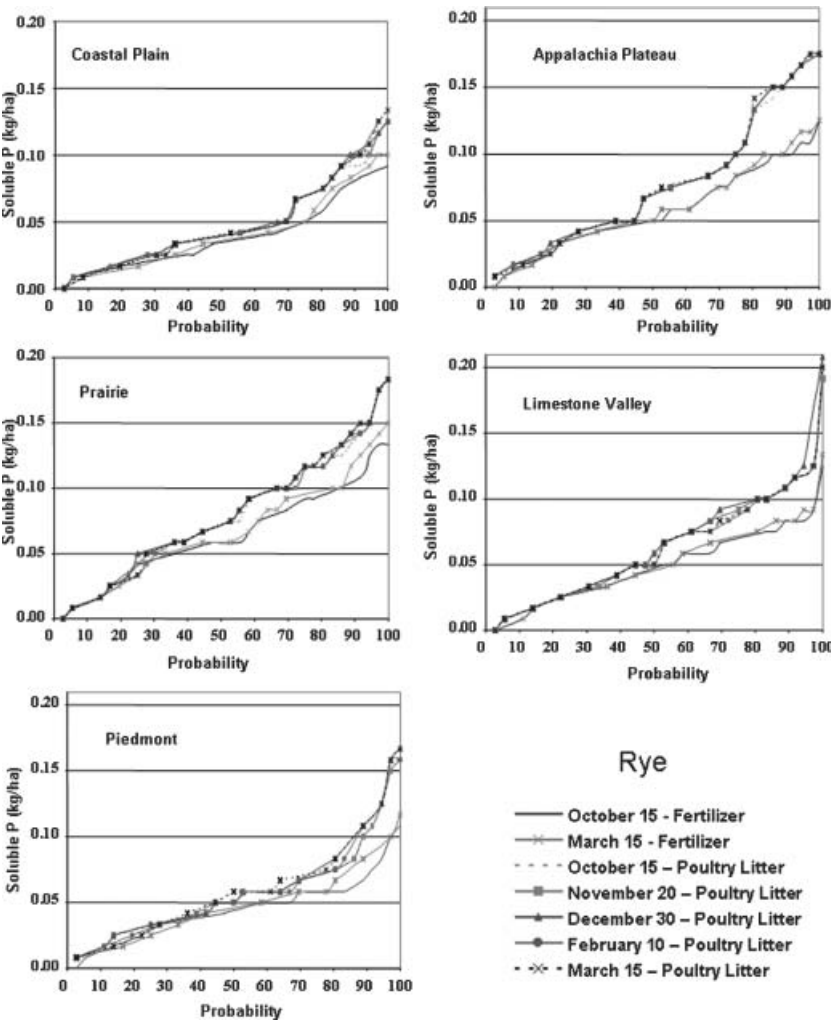 Coastal Plain
Soluble P (kg/ha)
0.20
0.15
0.10
0.05
0.00
0 10 20 30 40 50 60 70 80 90 100
Probability
Appalachia Plateau
Soluble P (kg/ha)
0.20
0.15
0.10
0.05
0.00
0 10 20 30 40 50 60 70 80 90 100
Probability
Prairie
Soluble P (kg/ha)
0.20
0.15
0.10
0.05
0.00
0 10 20 30 40 50 60 70 80 90 100
Probability
Limestone Valley
Soluble P (kg/ha)
0.20
0.15
0.10
0.05
0.00
0 10 20 30 40 50 60 70 80 90 100
Probability
Piedmont
Soluble P (kg/ha)
0.20
0.15
0.10
0.05
0.00
0 10 20 30 40 50 60 70 80 90 100
Probability
Rye
October 15 - Fertilizer
March 15 - Fertilizer
October 15 – Poultry Litter
November 20 – Poultry Litter
December 30 – Poultry Litter
February 10 – Poultry Litter
March 15 – Poultry Litter